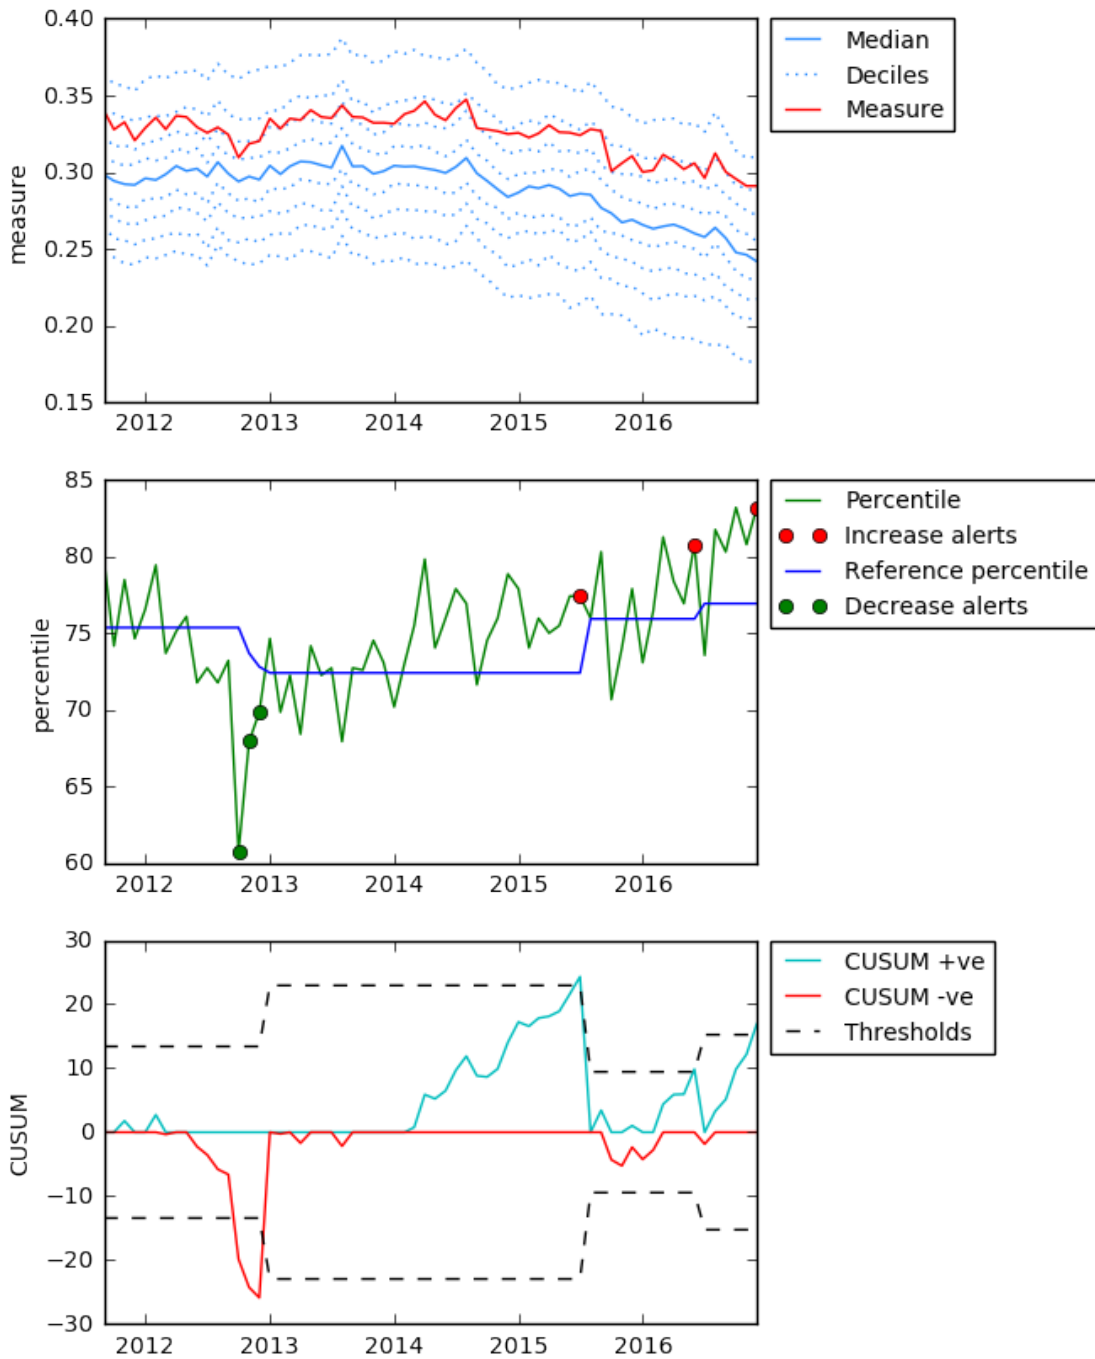 0.40
0.35
0.30
0.25
0.20
0.15
measure
2012 2013 2014 2015 2016
Median
Deciles
Measure
85
80
75
70
65
60
percentile
2012 2013 2014 2015 2016
Percentile
Increase alerts
Reference percentile
Decrease alerts
30
20
10
0
−10
−20
−30
CUSUM
2012 2013 2014 2015 2016
CUSUM +ve
CUSUM -ve
Thresholds